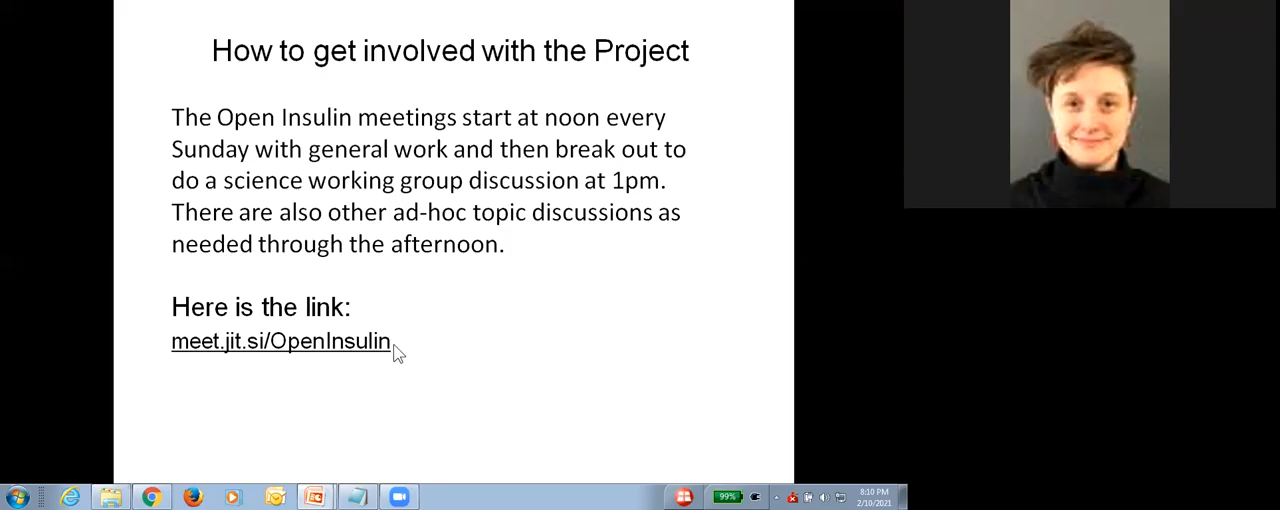 How to get involved with the Project
The Open Insulin meetings start at noon every
Sunday with general work and then break out to
do a science working group discussion at 1pm.
There are also other ad-hoc topic discussions as
needed through the afternoon.
Here is the link:
meet.jit.si/OpenInsulin
99%
8:10 PM
2/10/2021